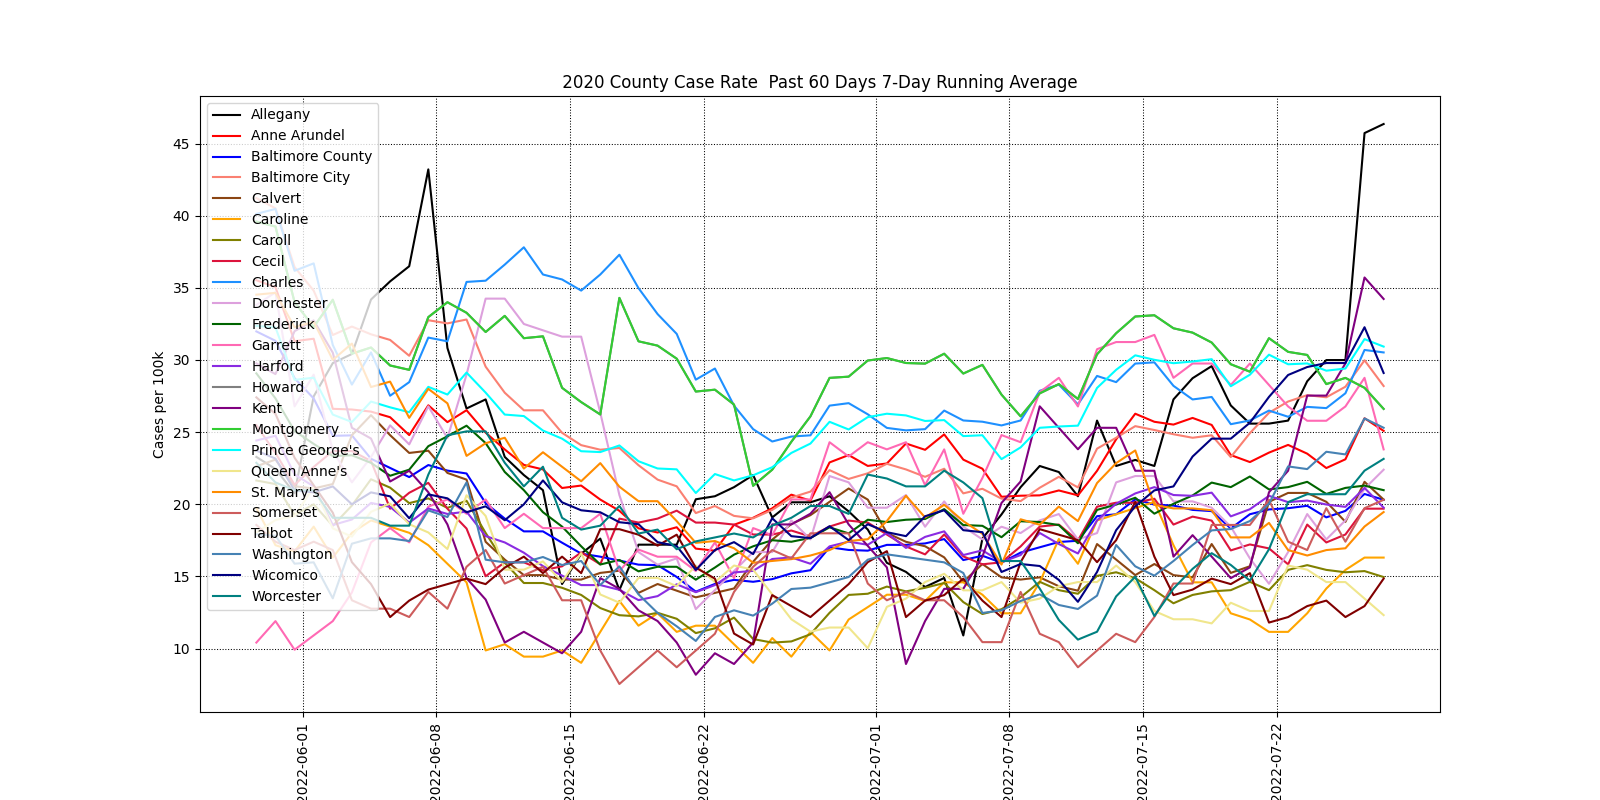 2020 County Case Rate  Past 60 Days 7-Day Running Average
Cases per 100k
45
40
35
30
25
20
15
10
Allegany
Anne Arundel
Baltimore County
Baltimore City
Calvert
Caroline
Caroll
Cecil
Charles
Dorchester
Frederick
Garrett
Harford
Howard
Kent
Montgomery
Prince George's
Queen Anne's
St. Mary's
Somerset
Talbot
Washington
Wicomico
Worcester
2022-06-01
2022-06-08
2022-06-15
2022-06-22
2022-07-01
2022-07-08
2022-07-15
2022-07-22